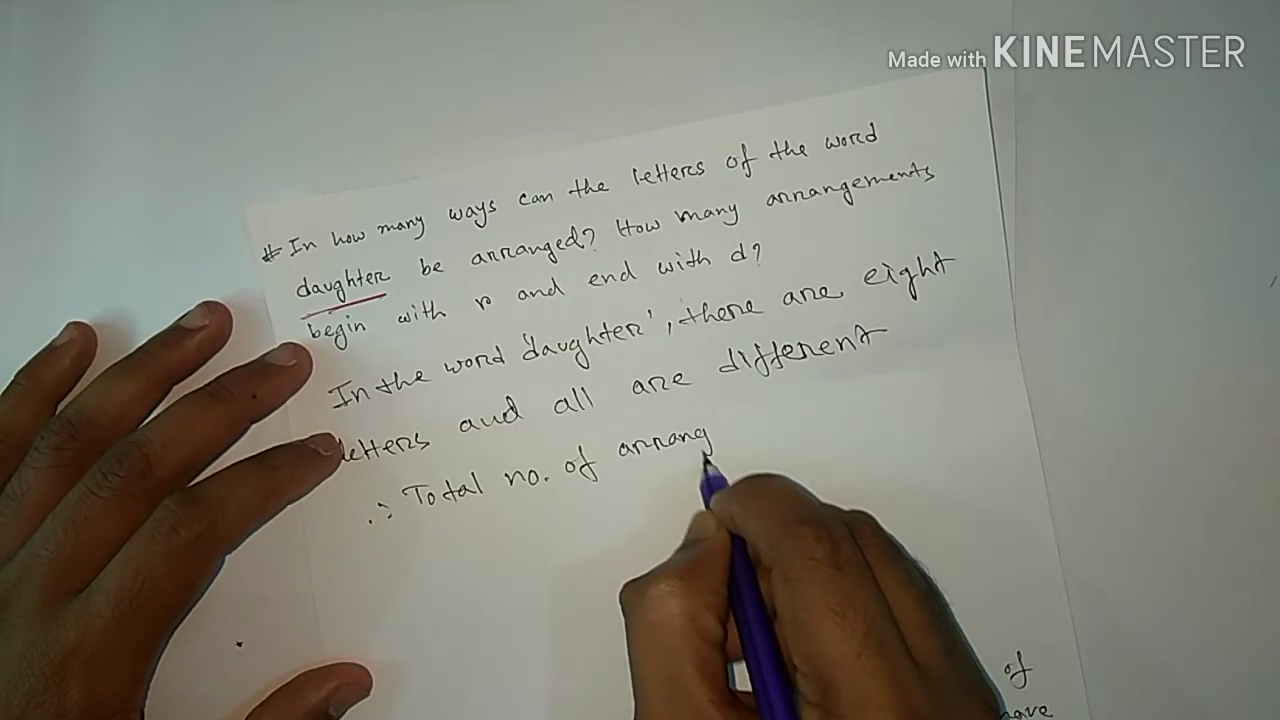 Made with KINEMASTER
# In how many ways can the letters of the word
daughter be arranged? How many arrangements
begin with r and end with d?
In the word 'daughter', there are eight
letters and all are different
∴ Total no. of arrang
of
have